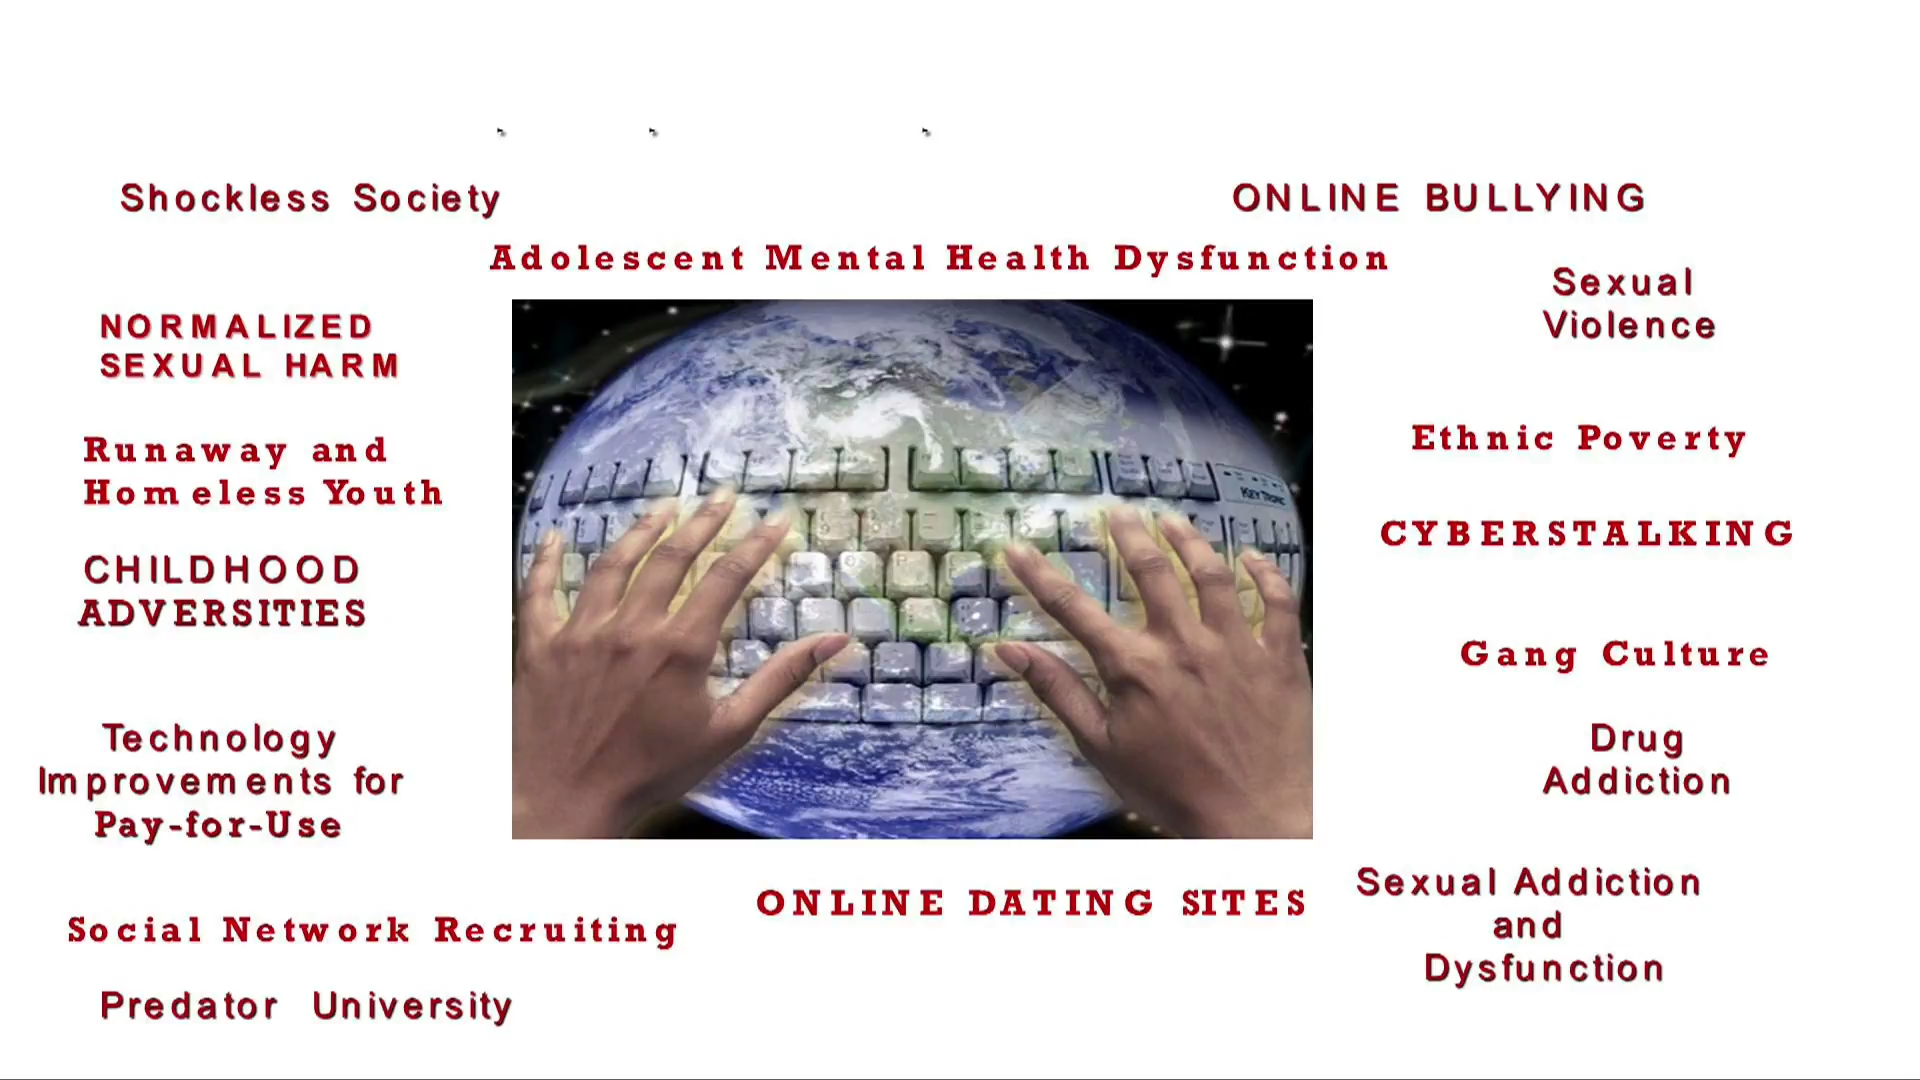 Shockless Society
ONLINE BULLYING
Adolescent Mental Health Dysfunction
Sexual
Violence
NORMALIZED
SEXUAL HARM
Ethnic Poverty
Runaway and
Homeless Youth
KEY TRONIC
CYBERSTALKING
CHILDHOOD
ADVERSITIES
Gang Culture
Technology
Improvements for
Pay-for-Use
Drug
Addiction
Sexual Addiction
and
Dysfunction
ONLINE DATING SITES
Social Network Recruiting
Predator University